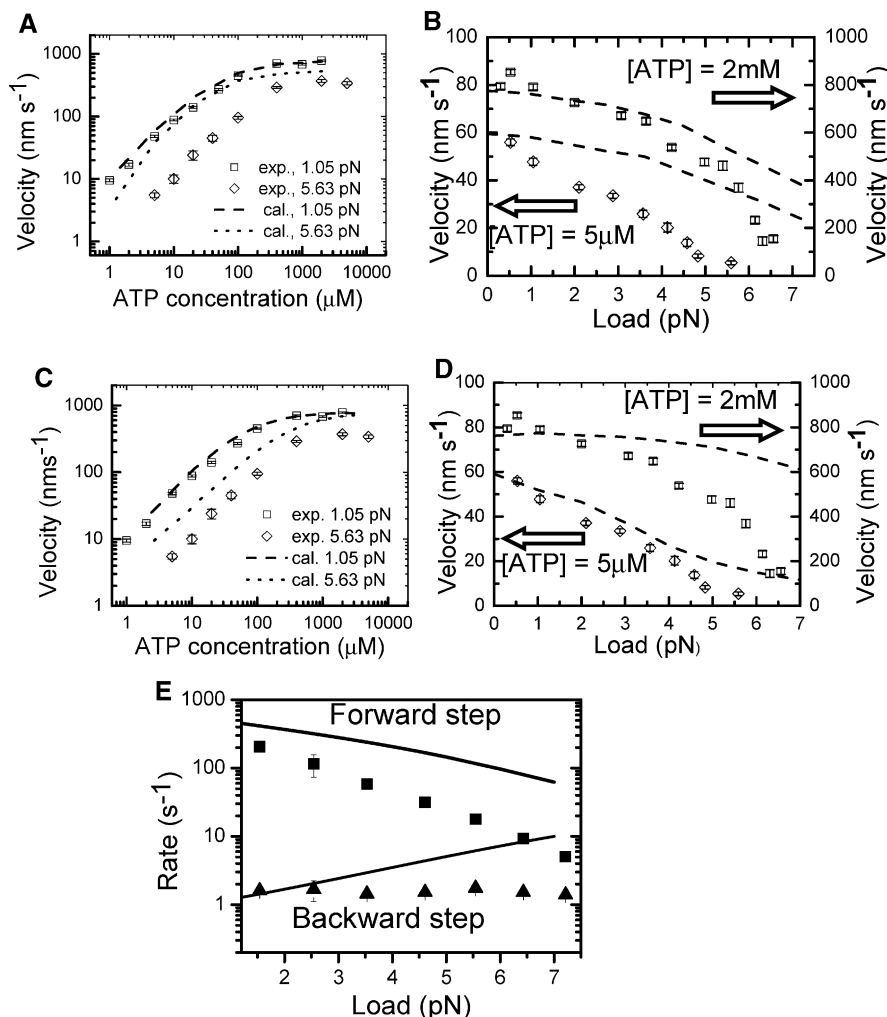 A
Velocity (nm s-1)
1000
100
10
1
1 10 100 1000 10000
ATP concentration (μM)
exp., 1.05 pN
exp., 5.63 pN
cal., 1.05 pN
cal., 5.63 pN
B
Velocity (nm s-1)
100
80
60
40
20
0
0 1 2 3 4 5 6 7
Load (pN)
[ATP] = 2mM
[ATP] = 5μM
1000
800
600
400
200
0
Velocity (nm s-1)
C
Velocity (nms-1)
1000
100
10
1
1 10 100 1000 10000
ATP concentration (μM)
exp. 1.05 pN
exp. 5.63 pN
cal. 1.05 pN
cal. 5.63 pN
D
Velocity (nm s-1)
100
80
60
40
20
0
0 1 2 3 4 5 6 7
Load (pN)
[ATP] = 2mM
[ATP] = 5μM
1000
800
600
400
200
0
Velocity (nm s-1)
E
Rate (s-1)
1000
100
10
1
2 3 4 5 6 7
Load (pN)
Forward step
Backward step